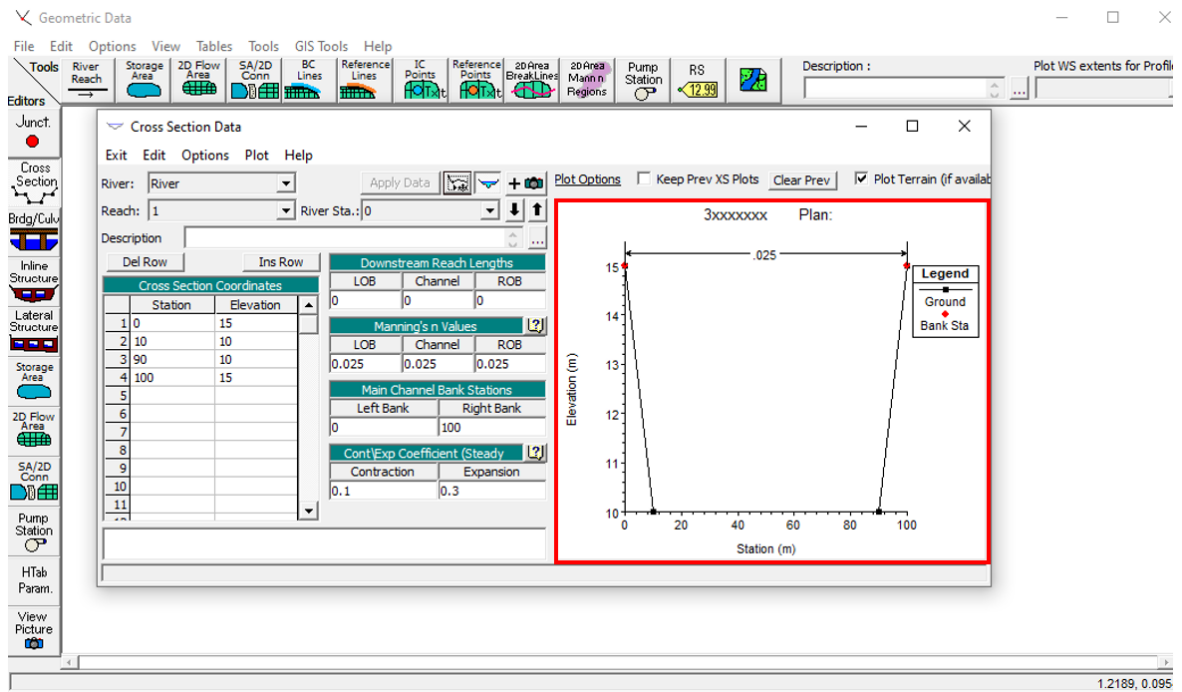 Geometric Data
File Edit Options View Tables Tools GIS Tools Help
Tools
Editors
River Reach
Storage Area
2D Flow Area
SA/2D Conn
BC Lines
Reference Lines
IC Points
Reference Points
2D Area BreakLines
2D Area Mann n Regions
Pump Station
RS
12.99
Description :
...
Plot WS extents for Profil
Junct.
Cross Section
Brdg/Culv
Inline Structure
Lateral Structure
Storage Area
2D Flow Area
SA/2D Conn
Pump Station
HTab Param.
View Picture
Cross Section Data
Exit Edit Options Plot Help
River: River
Apply Data
Reach: 1 River Sta.: 0
Description
...
Del Row Ins Row
Cross Section Coordinates
Station Elevation
1 0 15
2 10 10
3 90 10
4 100 15
5
6
7
8
9
10
11
Downstream Reach Lengths
LOB Channel ROB
0 0 0
Manning's n Values
LOB Channel ROB
0.025 0.025 0.025
Main Channel Bank Stations
Left Bank Right Bank
0 100
Cont\Exp Coefficient (Steady
Contraction Expansion
0.1 0.3
Plot Options Keep Prev XS Plots Clear Prev Plot Terrain (if availab
3xxxxxxx Plan:
.025
Legend
Ground
Bank Sta
15
14
13
12
11
10
Elevation (m)
0 20 40 60 80 100
Station (m)
1.2189, 0.095